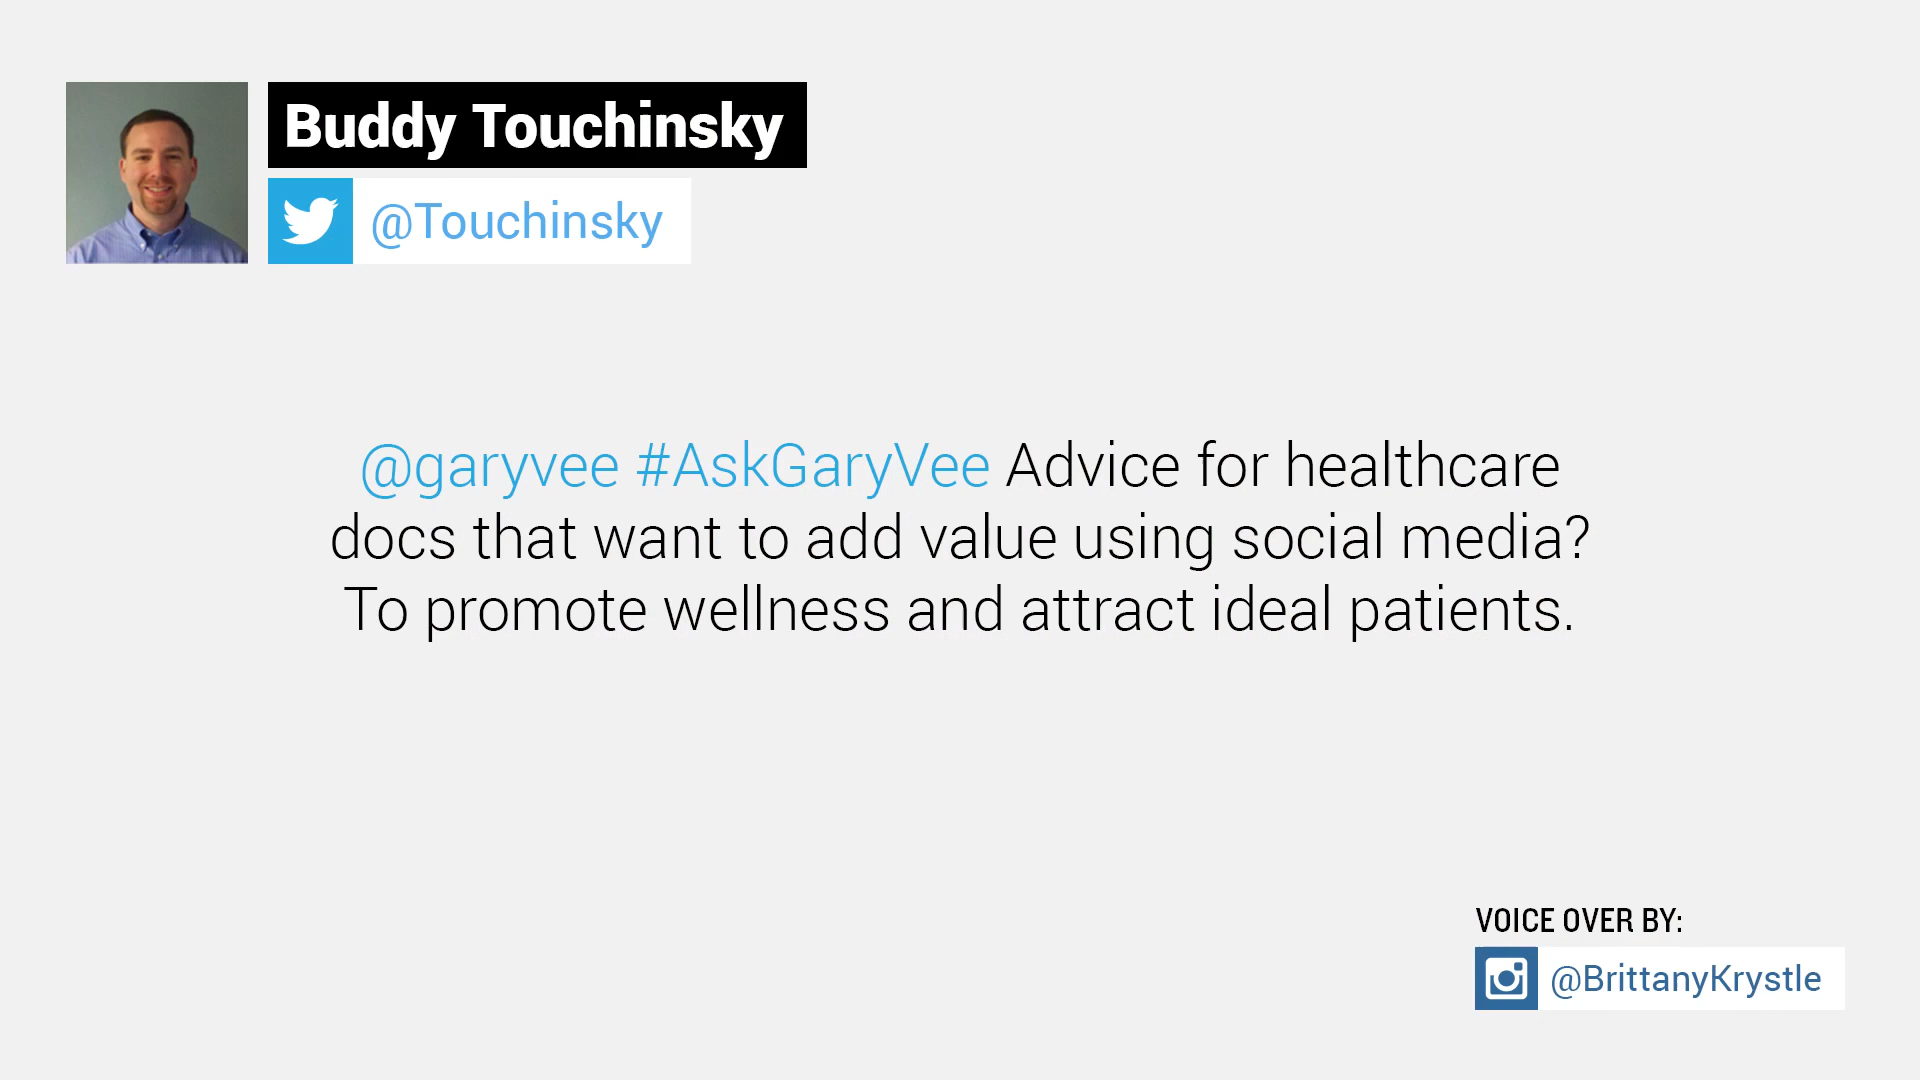 Buddy Touchinsky
@Touchinsky
@garyvee #AskGaryVee Advice for healthcare
docs that want to add value using social media?
To promote wellness and attract ideal patients.
VOICE OVER BY:
@BrittanyKrystle